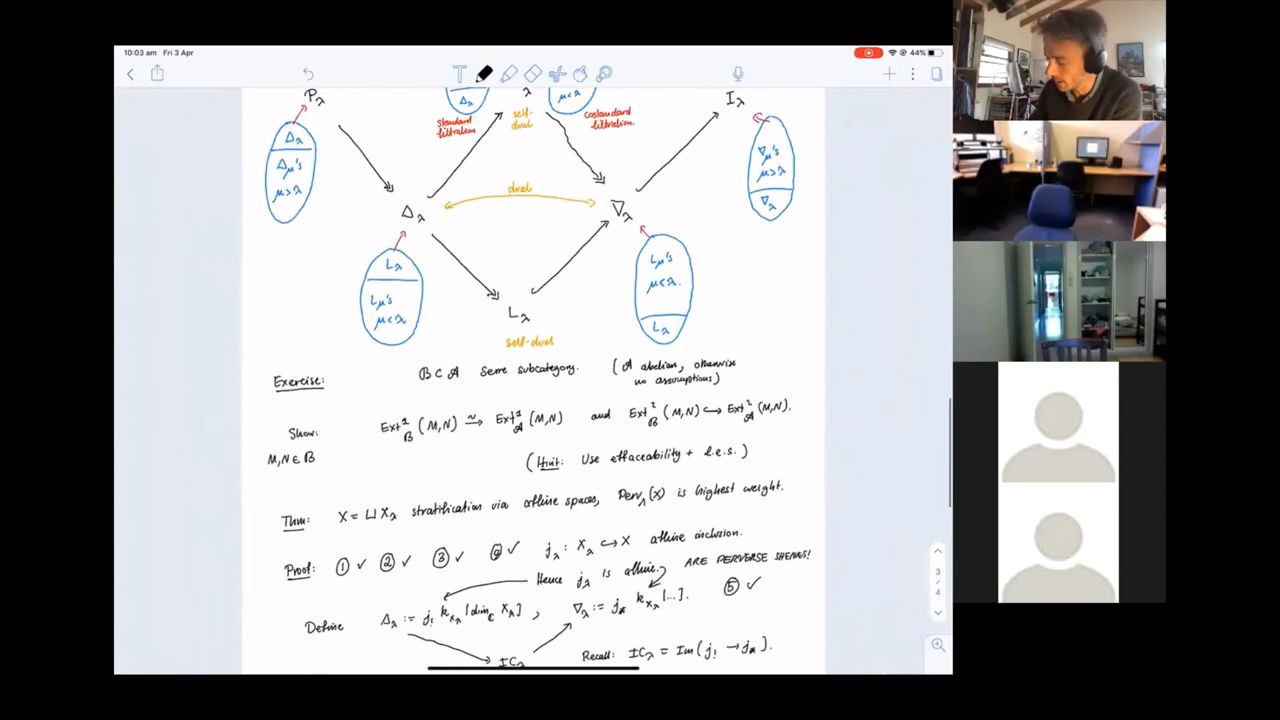 10:03 am Fri 3 Apr
44%
T
P_λ
Δ_λ
λ
μ<λ
I_λ
standard filtration
self-dual
costandard filtration.
Δ_λ
Δ_μ's
μ>λ
∇_μ's
μ>λ
∇_λ
dual
Δ_λ
∇_λ
L_λ
L_μ's
μ<λ
L_μ's
μ<λ.
L_λ
L_λ
self-dual
Exercise: B ⊂ A Serre subcategory. (A abelian, otherwise no assumptions)
Show: Ext¹_B(M,N) ⥲ Ext¹_A(M,N) and Ext²_B(M,N) ↪ Ext²_A(M,N).
M,N ∈ B
(Hint: Use effaceability + l.e.s.)
Thm: X = ⊔ X_λ stratification via affine spaces, Perv_Λ(X) is highest weight.
Proof: ① ✓ ② ✓ ③ ✓ ④ ✓ j_λ : X_λ ↪ X affine inclusion.
Hence j_λ is affine. ARE PERVERSE SHEAVES!
Define Δ_λ := j_! k_{X_λ}[dim_C X_λ], ∇_λ := j_* k_{X_λ}[...]. ⑤ ✓
IC_λ Recall: IC_λ = Im(j_! → j_*).
3
4